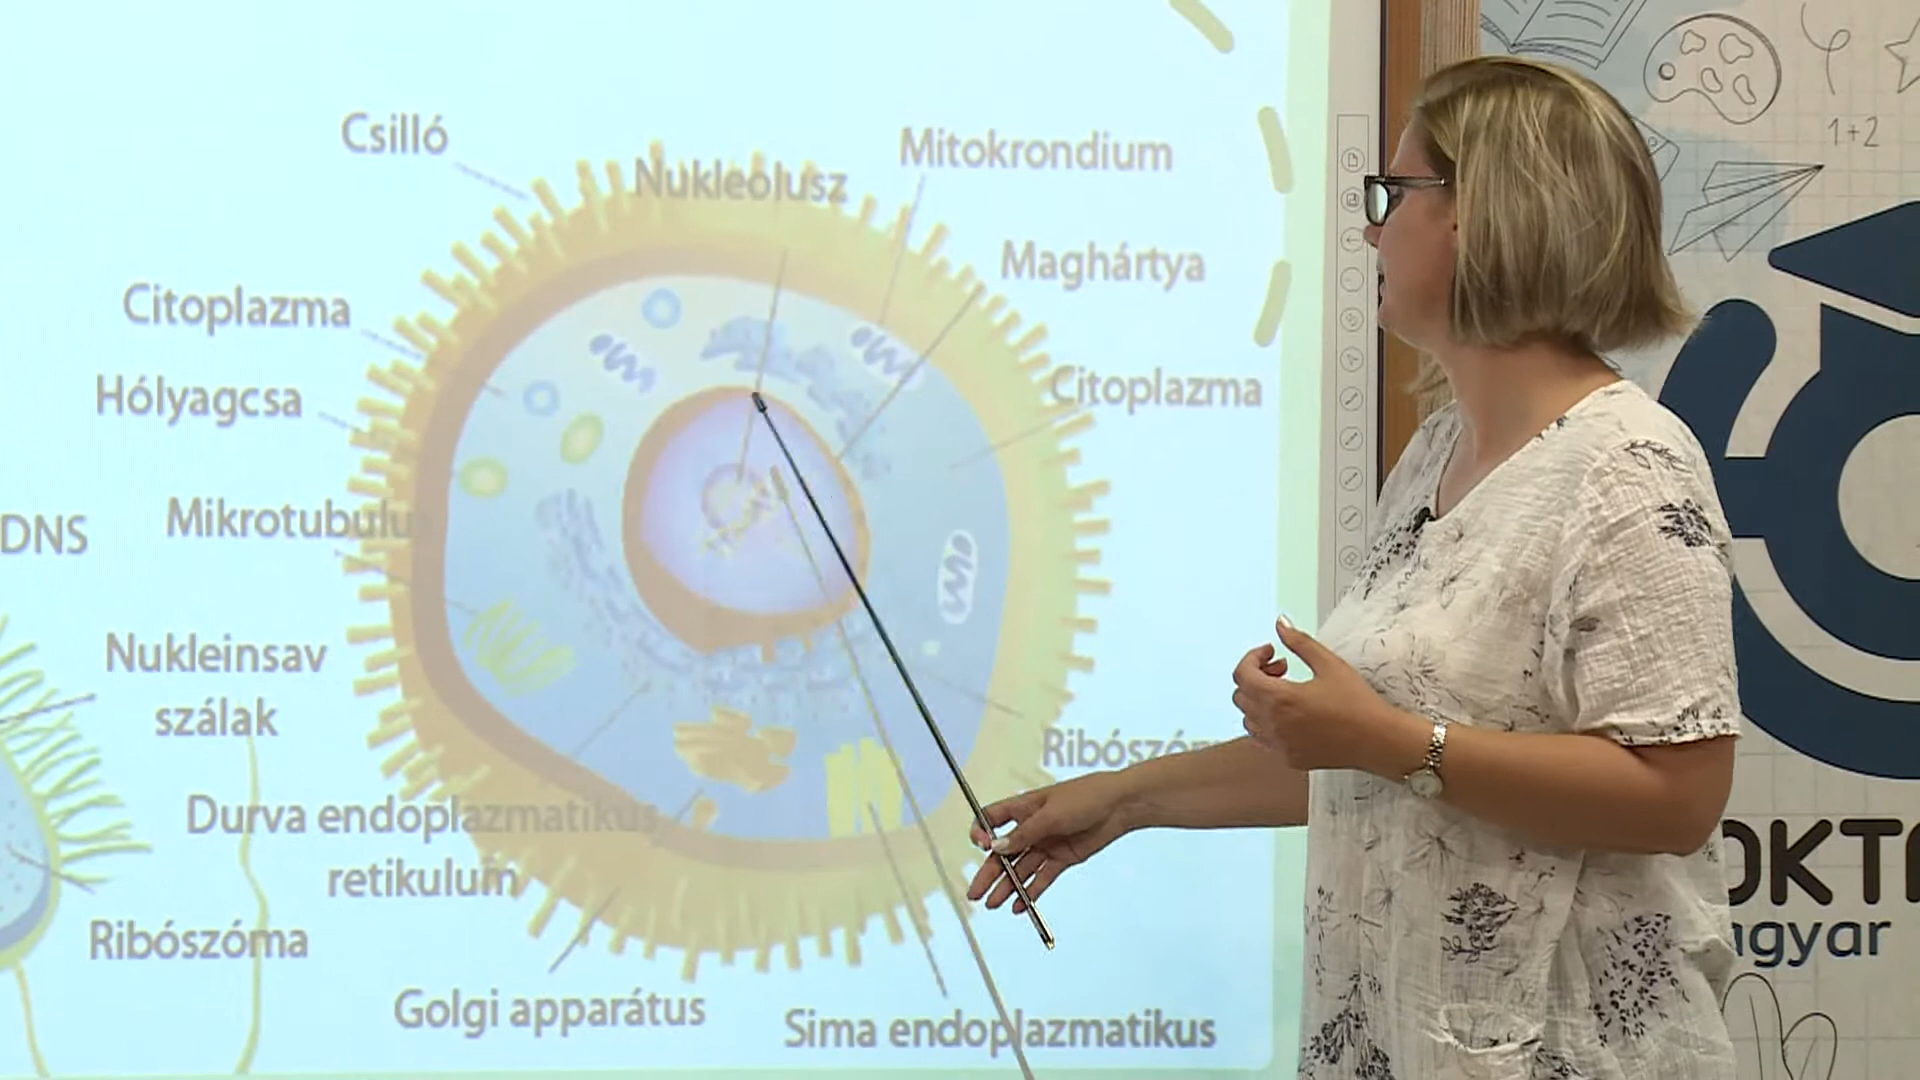 Csilló
Nukleolusz
Mitokrondium
Maghártya
Citoplazma
Citoplazma
Hólyagcsa
DNS
Nukleinsav
szálak
Durva endoplazmatikus
retikulum
Ribószóma
Golgi apparátus
Sima endoplazmatikus
1+2